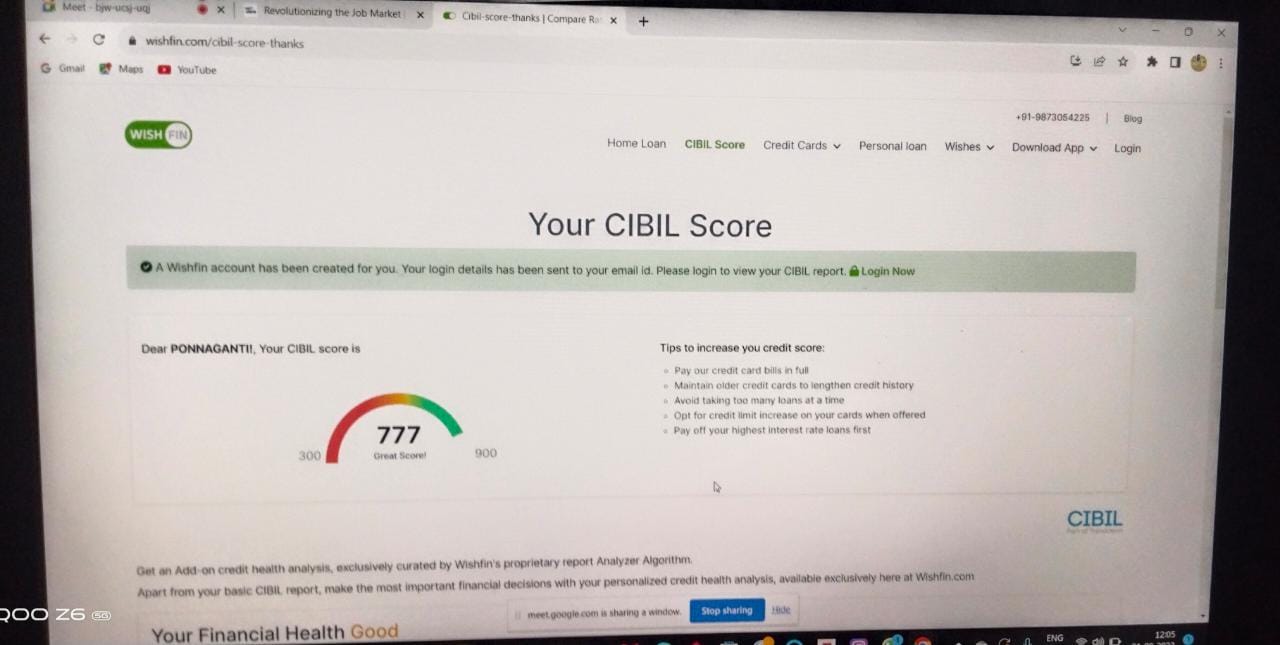 Meet - bjw-ucsj-uqj
Revolutionizing the Job Market
Cibil-score-thanks | Compare Ra
wishfin.com/cibil-score-thanks
Gmail
Maps
YouTube
+91-9873054225 | Blog
WISH FIN
Home Loan
CIBIL Score
Credit Cards
Personal loan
Wishes
Download App
Login
Your CIBIL Score
A Wishfin account has been created for you. Your login details has been sent to your email id. Please login to view your CIBIL report. Login Now
Dear PONNAGANTI!, Your CIBIL score is
777
Great Score!
300
900
Tips to increase you credit score:
Pay our credit card bills in full
Maintain older credit cards to lengthen credit history
Avoid taking too many loans at a time
Opt for credit limit increase on your cards when offered
Pay off your highest interest rate loans first
CIBIL
Get an Add-on credit health analysis, exclusively curated by Wishfin's proprietary report Analyzer Algorithm.
Apart from your basic CIBIL report, make the most important financial decisions with your personalized credit health analysis, available exclusively here at Wishfin.com
meet.google.com is sharing a window.
Stop sharing
Hide
Your Financial Health Good
QOO Z6 5G
ENG
12:05